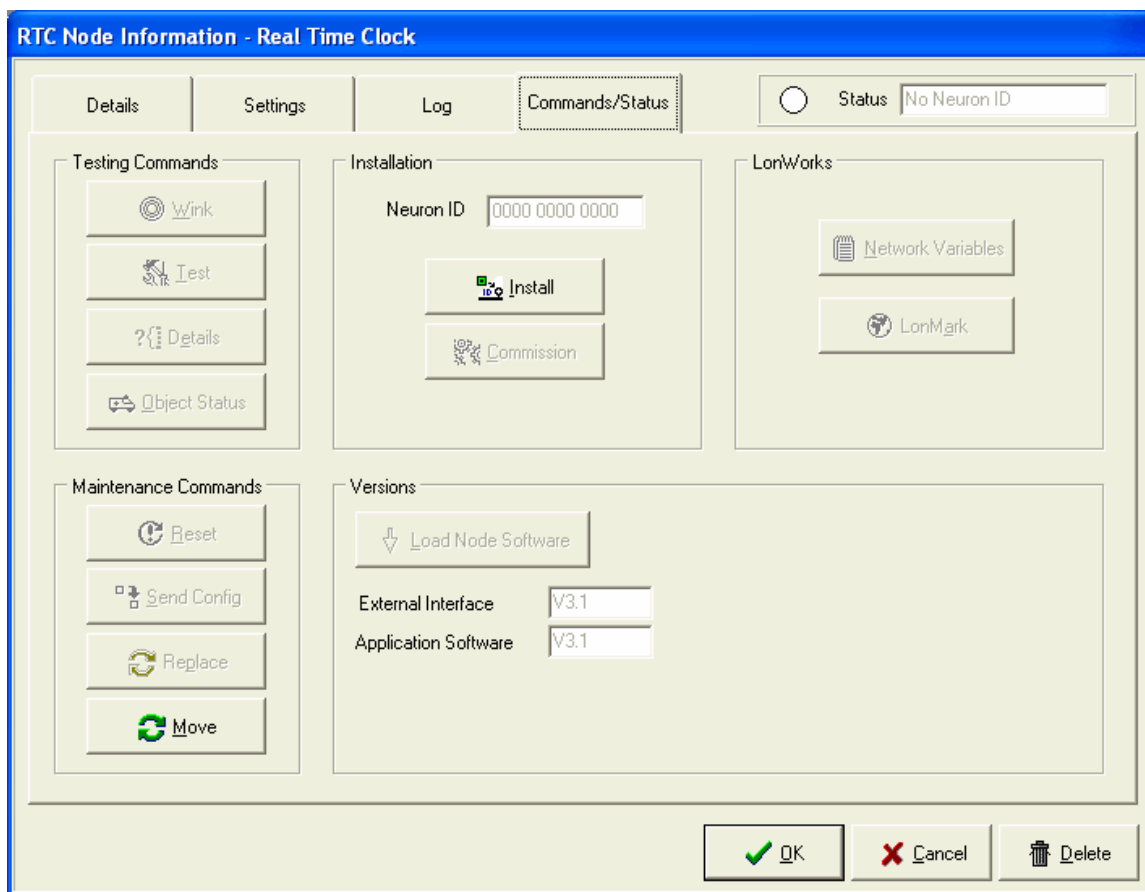 RTC Node Information - Real Time Clock
Details
Settings
Log
Commands/Status
Status
No Neuron ID
Testing Commands
Wink
Test
?{⁝ Details
Object Status
Installation
Neuron ID
0000 0000 0000
ID
Install
Commission
LonWorks
Network Variables
LonMark
Maintenance Commands
Reset
Send Config
Replace
Move
Versions
Load Node Software
External Interface
V3.1
Application Software
V3.1
OK
Cancel
Delete